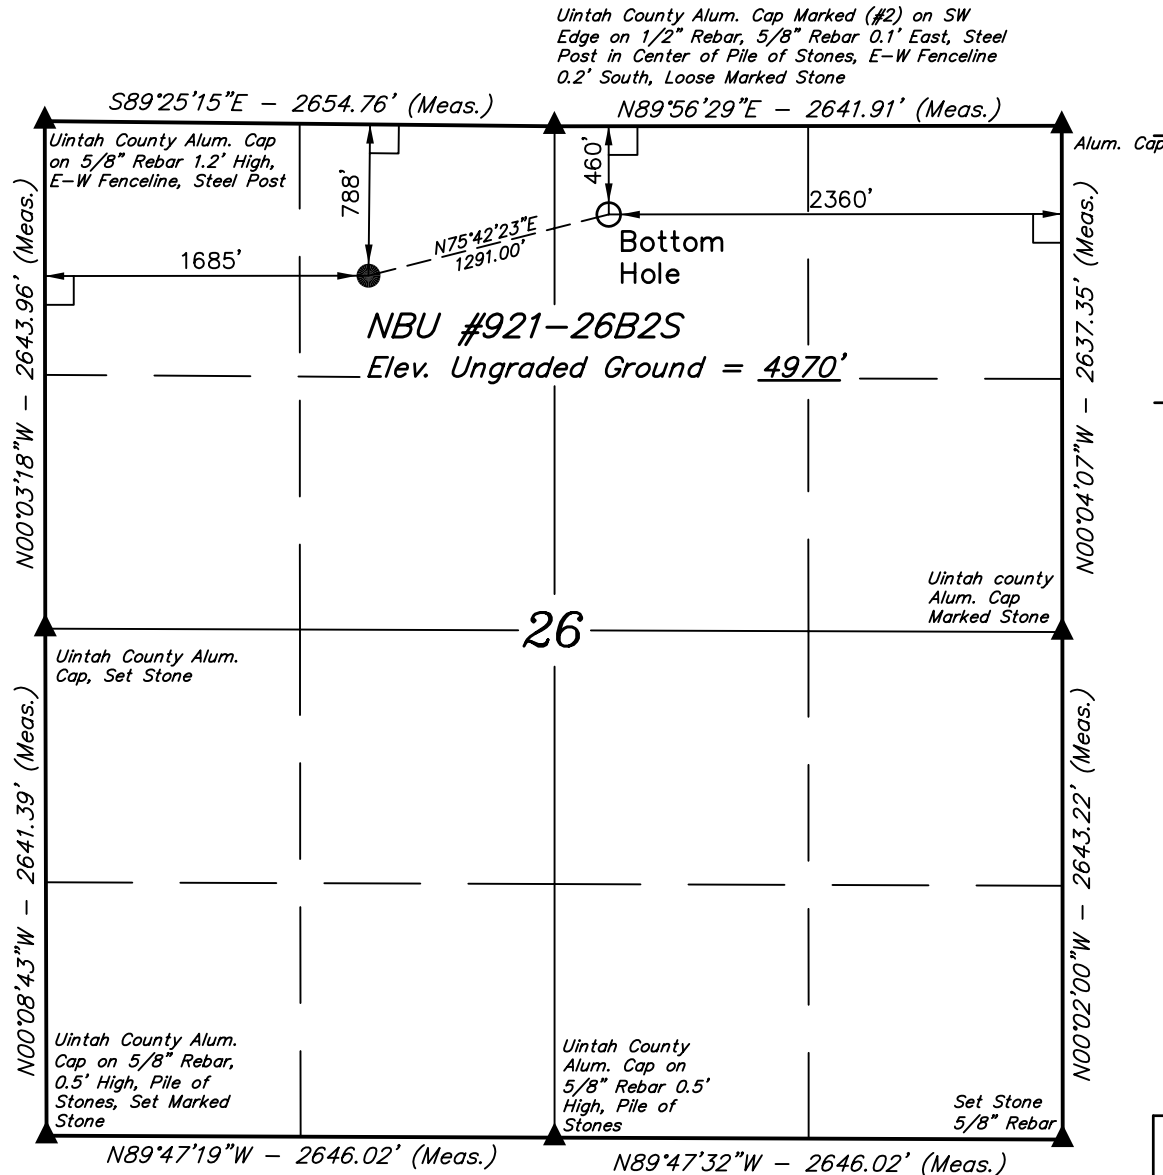 Uintah County Alum. Cap Marked (#2) on SW
Edge on 1/2" Rebar, 5/8" Rebar 0.1' East, Steel
Post in Center of Pile of Stones, E-W Fenceline
0.2' South, Loose Marked Stone
S89°25'15"E - 2654.76' (Meas.)
N89°56'29"E - 2641.91' (Meas.)
Uintah County Alum. Cap
on 5/8" Rebar 1.2' High,
E-W Fenceline, Steel Post
Alum. Cap
788'
460'
2360'
N75°42'23"E
1291.00'
Bottom
Hole
1685'
NBU #921-26B2S
Elev. Ungraded Ground = 4970'
N00°03'18"W - 2643.96' (Meas.)
N00°04'07"W - 2637.35' (Meas.)
Uintah county
Alum. Cap
Marked Stone
26
Uintah County Alum.
Cap, Set Stone
N00°08'43"W - 2641.39' (Meas.)
N00°02'00"W - 2643.22' (Meas.)
Uintah County Alum.
Cap on 5/8" Rebar,
0.5' High, Pile of
Stones, Set Marked
Stone
Uintah County
Alum. Cap on
5/8" Rebar 0.5'
High, Pile of
Stones
Set Stone
5/8" Rebar
N89°47'19"W - 2646.02' (Meas.)
N89°47'32"W - 2646.02' (Meas.)